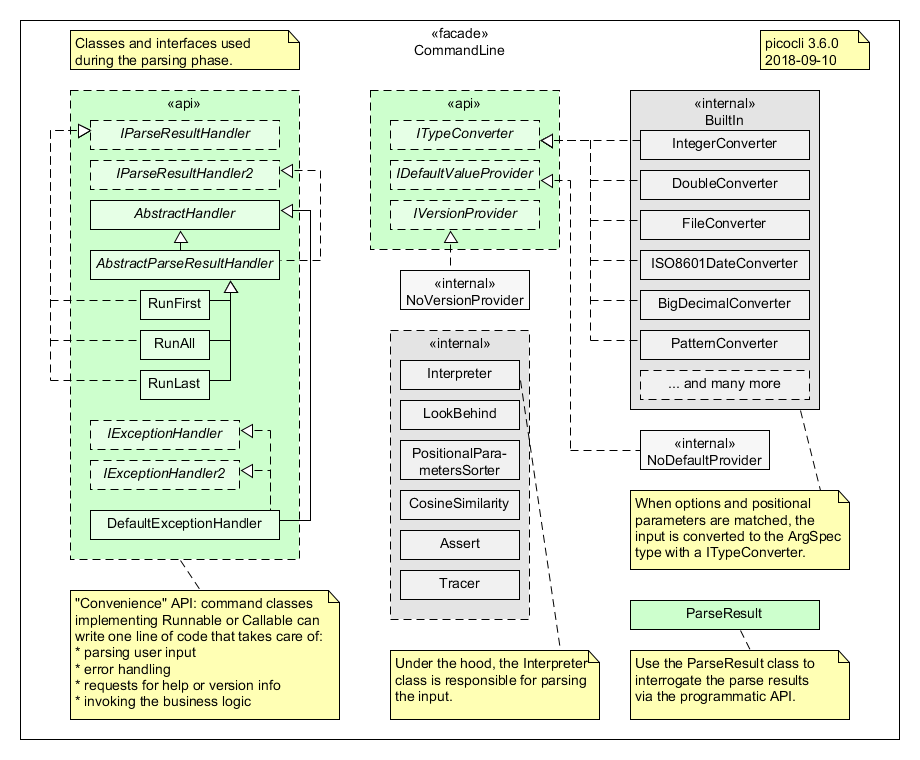 Classes and interfaces used
during the parsing phase.
«facade»
CommandLine
picocli 3.6.0
2018-09-10
«api»
IParseResultHandler
IParseResultHandler2
AbstractHandler
AbstractParseResultHandler
RunFirst
RunAll
RunLast
IExceptionHandler
IExceptionHandler2
DefaultExceptionHandler
"Convenience" API: command classes
implementing Runnable or Callable can
write one line of code that takes care of:
* parsing user input
* error handling
* requests for help or version info
* invoking the business logic
«api»
ITypeConverter
IDefaultValueProvider
IVersionProvider
«internal»
NoVersionProvider
«internal»
Interpreter
LookBehind
PositionalPara-
metersSorter
CosineSimilarity
Assert
Tracer
Under the hood, the Interpreter
class is responsible for parsing
the input.
«internal»
BuiltIn
IntegerConverter
DoubleConverter
FileConverter
ISO8601DateConverter
BigDecimalConverter
PatternConverter
... and many more
«internal»
NoDefaultProvider
When options and positional
parameters are matched, the
input is converted to the ArgSpec
type with a ITypeConverter.
ParseResult
Use the ParseResult class to
interrogate the parse results
via the programmatic API.